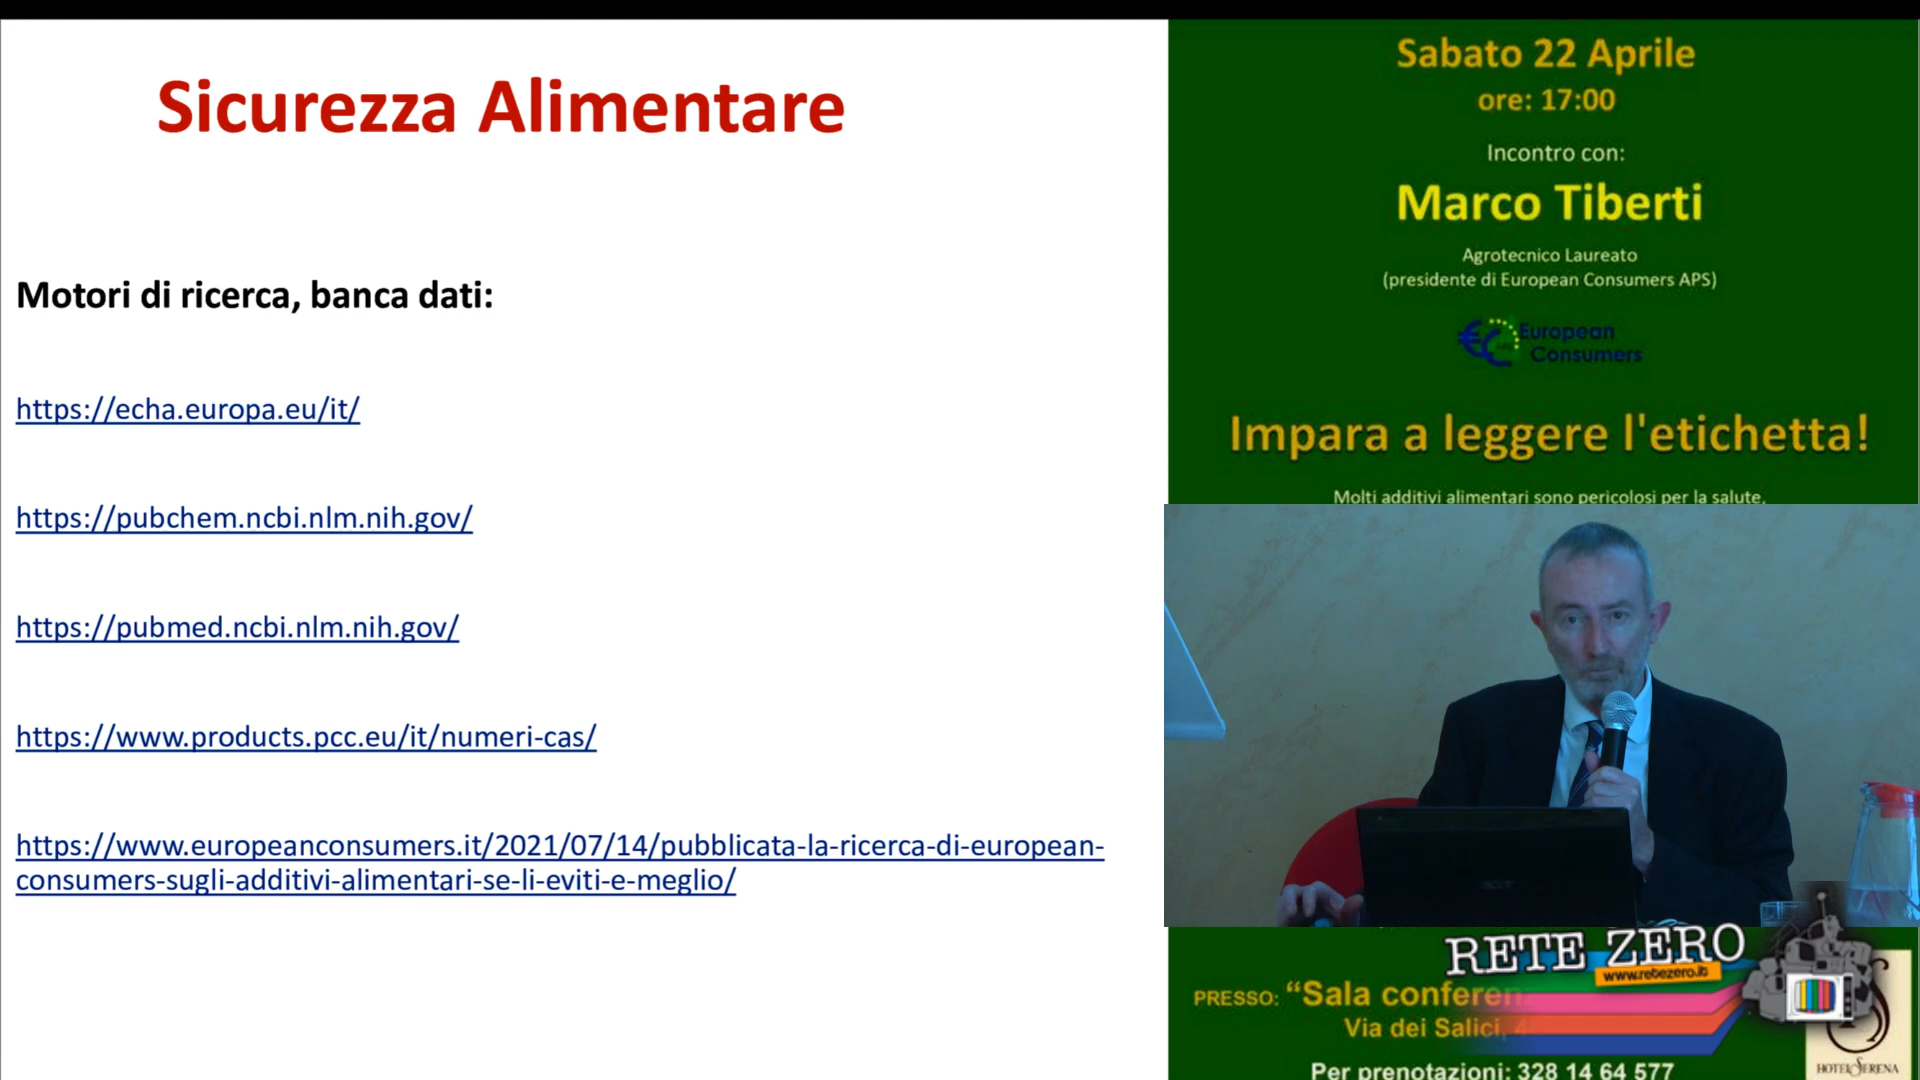 Sicurezza Alimentare
Motori di ricerca, banca dati:
https://echa.europa.eu/it/
https://pubchem.ncbi.nlm.nih.gov/
https://pubmed.ncbi.nlm.nih.gov/
https://www.products.pcc.eu/it/numeri-cas/
https://www.europeanconsumers.it/2021/07/14/pubblicata-la-ricerca-di-european-
consumers-sugli-additivi-alimentari-se-li-eviti-e-meglio/
Sabato 22 Aprile
ore: 17:00
Incontro con:
Marco Tiberti
Agrotecnico Laureato
(presidente di European Consumers APS)
European
Consumers
Impara a leggere l'etichetta!
Molti additivi alimentari sono pericolosi per la salute.
acer
RETE ZERO
www.retezero.it
PRESSO: “Sala
Via dei Salici,
Per prenotazioni: 328 14 64 577
HOTEL SERENA